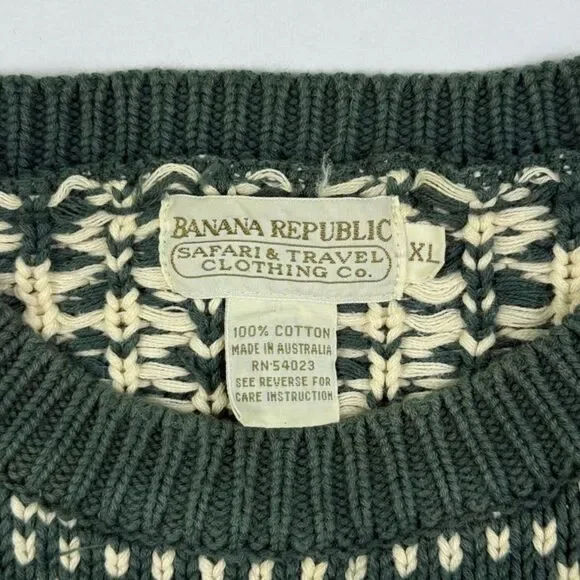 BANANA REPUBLIC
SAFARI & TRAVEL
CLOTHING Co.
XL
100% COTTON
MADE IN AUSTRALIA
RN·54023
SEE REVERSE FOR
CARE INSTRUCTION